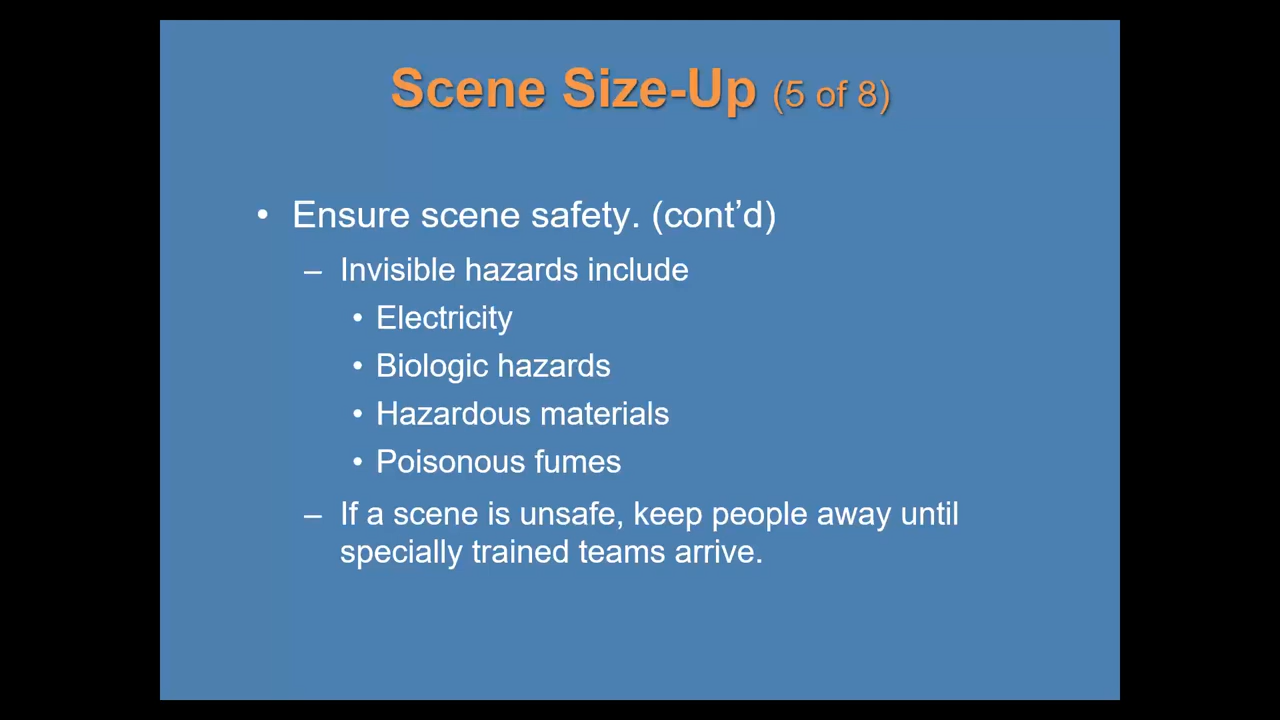 Scene Size-Up (5 of 8)
• Ensure scene safety. (cont’d)
– Invisible hazards include
• Electricity
• Biologic hazards
• Hazardous materials
• Poisonous fumes
– If a scene is unsafe, keep people away until
specially trained teams arrive.